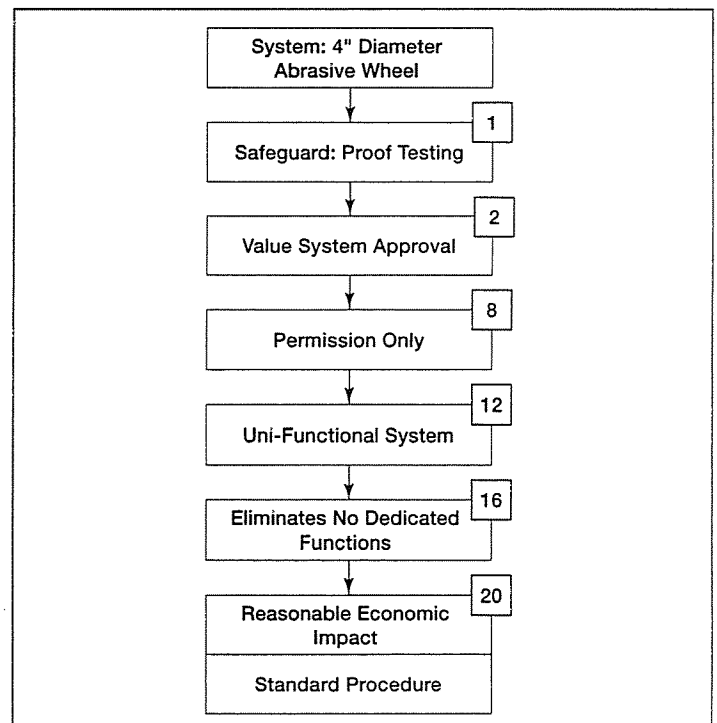 System: 4" Diameter
Abrasive Wheel
1
Safeguard: Proof Testing
2
Value System Approval
8
Permission Only
12
Uni-Functional System
16
Eliminates No Dedicated
Functions
20
Reasonable Economic
Impact
Standard Procedure